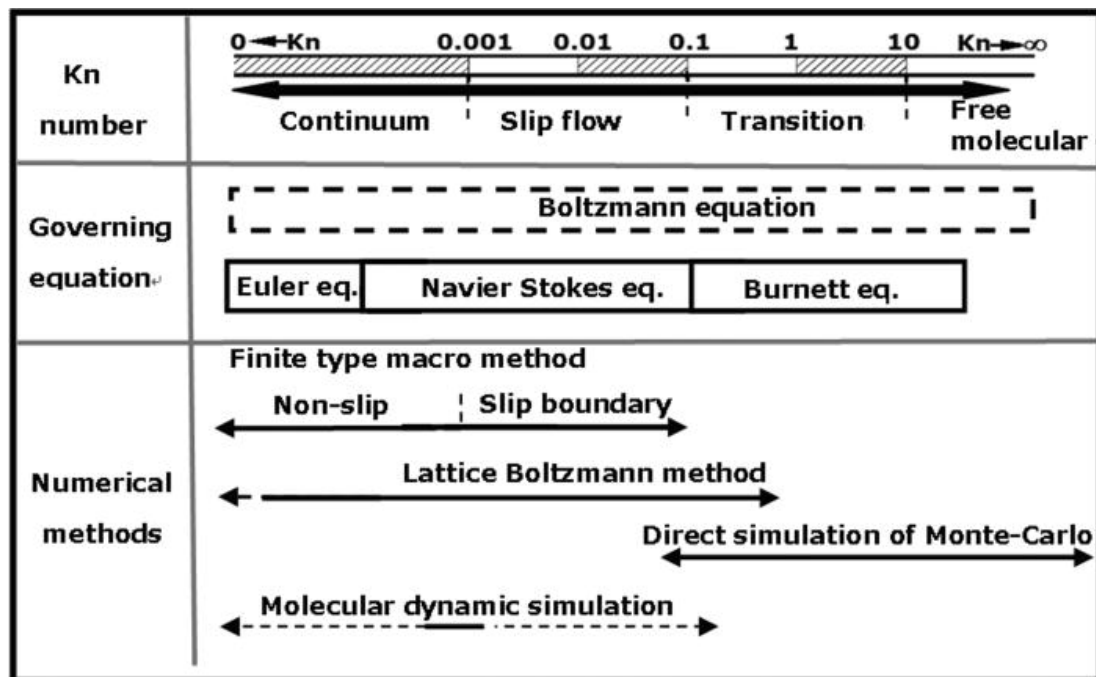 0 ◄Kn 0.001 0.01 0.1 1 10 Kn►∞
Kn
number
Continuum Slip flow Transition Free
molecular
Boltzmann equation
Governing
equation↵
Euler eq. Navier Stokes eq. Burnett eq.
Finite type macro method
Non-slip Slip boundary
Numerical
methods
Lattice Boltzmann method
Direct simulation of Monte-Carlo
Molecular dynamic simulation